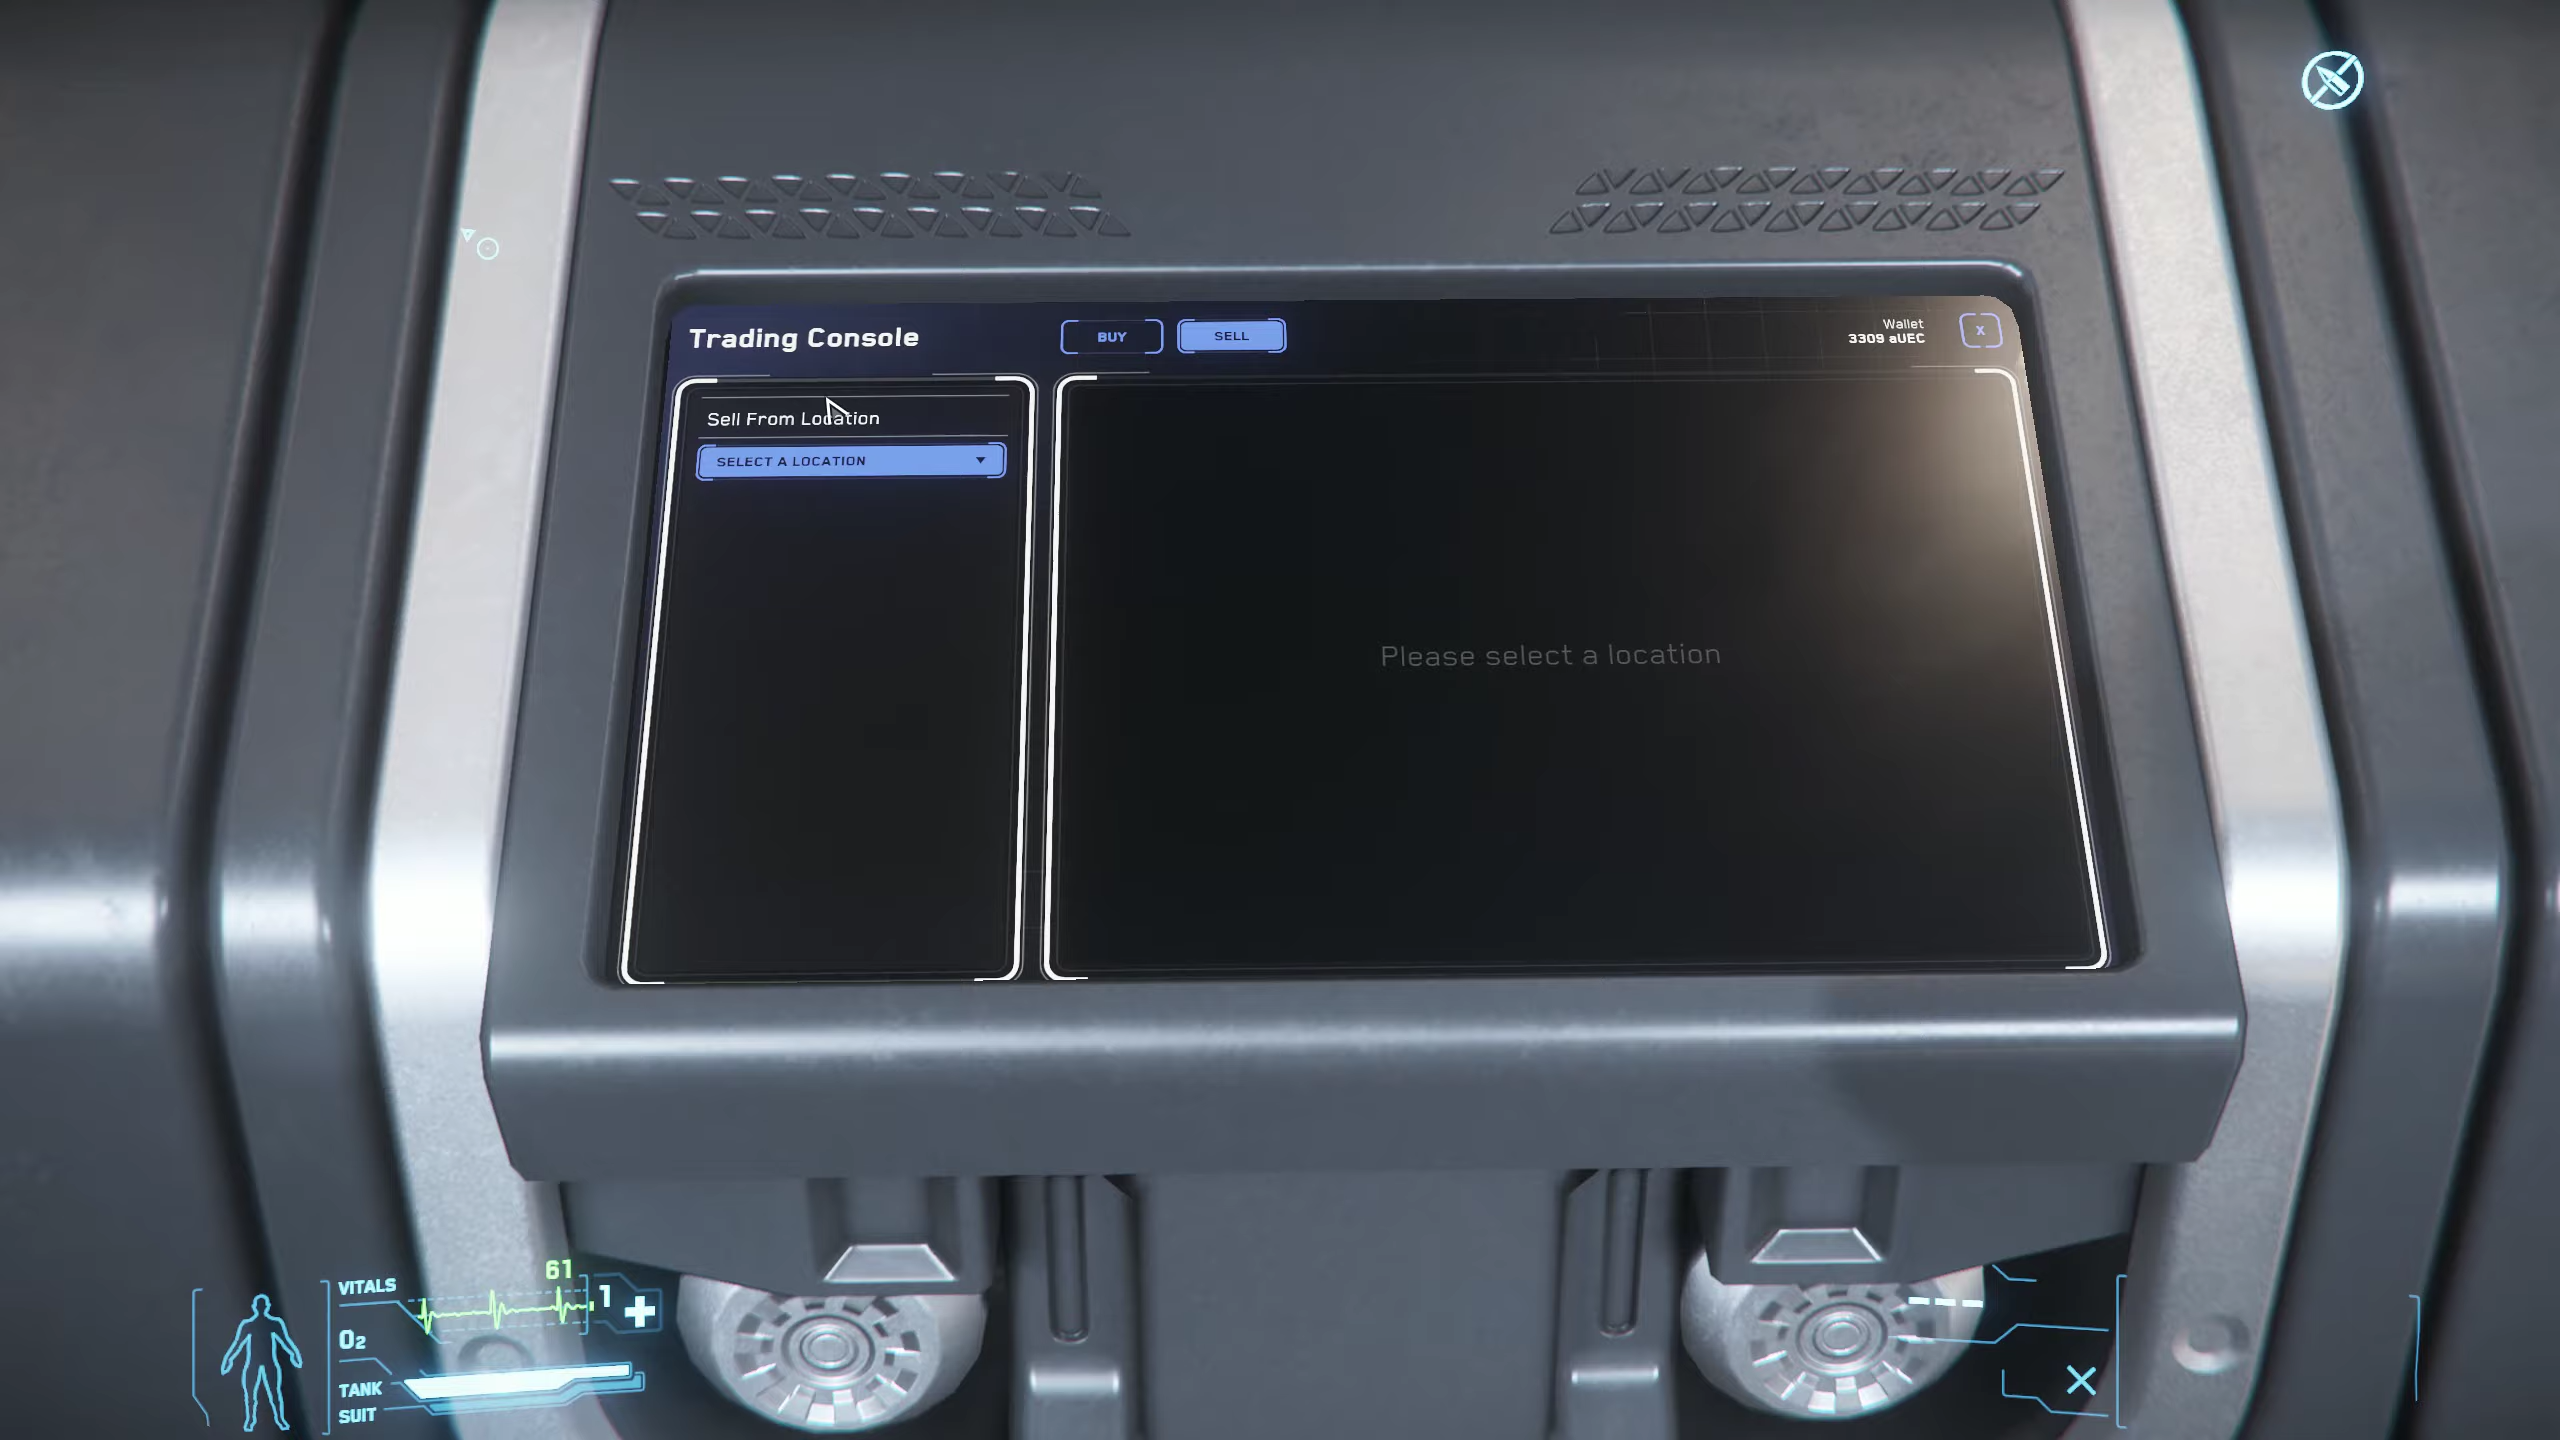 Trading Console
BUY
SELL
Wallet
3309 aUEC
X
Sell From Location
SELECT A LOCATION
Please select a location
VITALS
61
1
O₂
TANK
SUIT